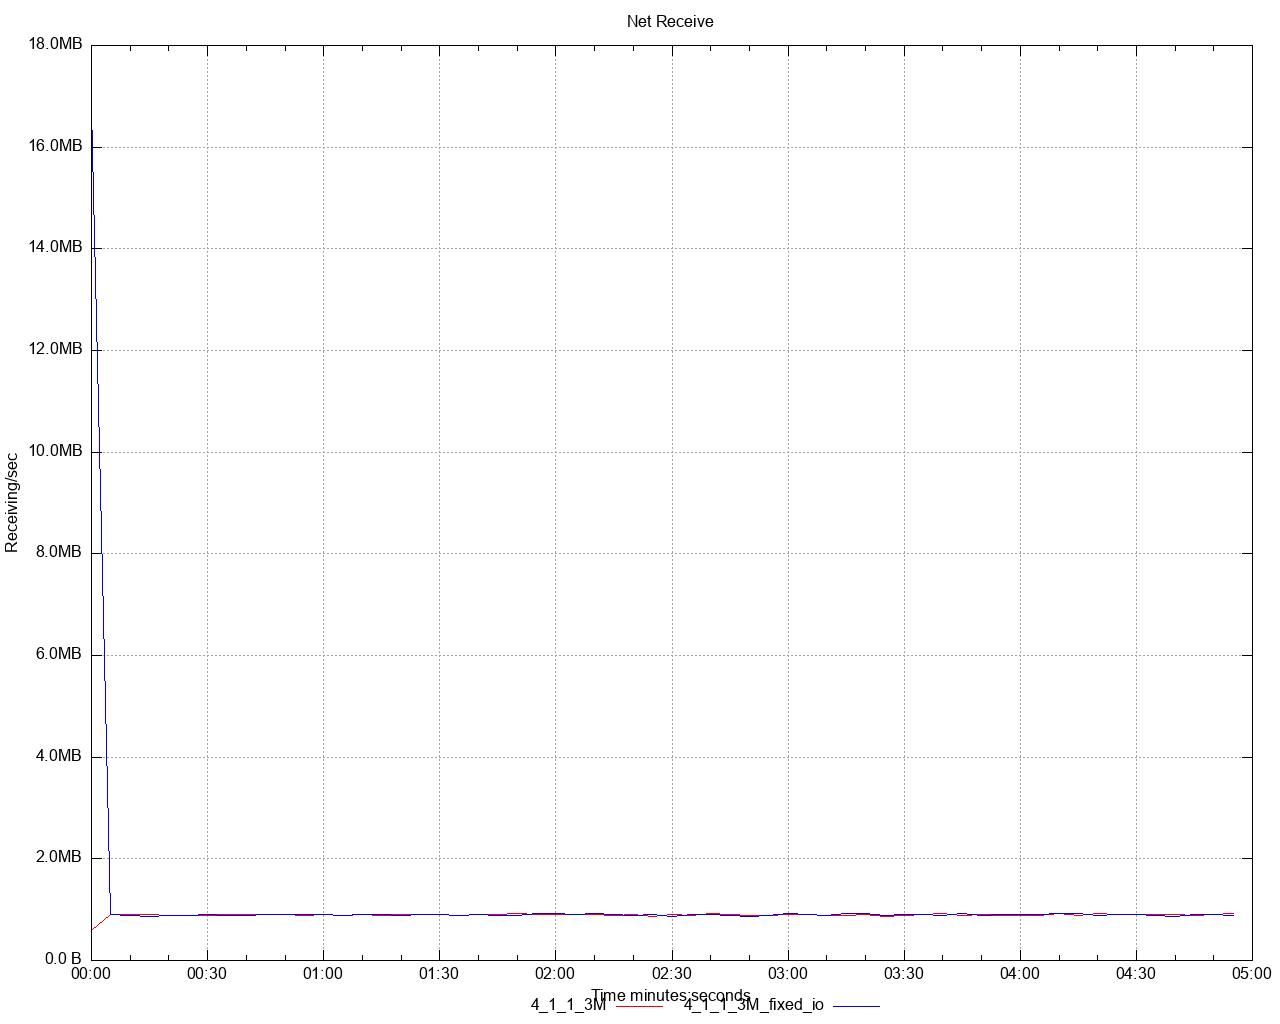 Net Receive
18.0MB
16.0MB
14.0MB
12.0MB
10.0MB
8.0MB
6.0MB
4.0MB
2.0MB
0.0 B
Receiving/sec
00:00 00:30 01:00 01:30 02:00 02:30 03:00 03:30 04:00 04:30 05:00
Time minutes:seconds
4_1_1_3M 4_1_1_3M_fixed_io